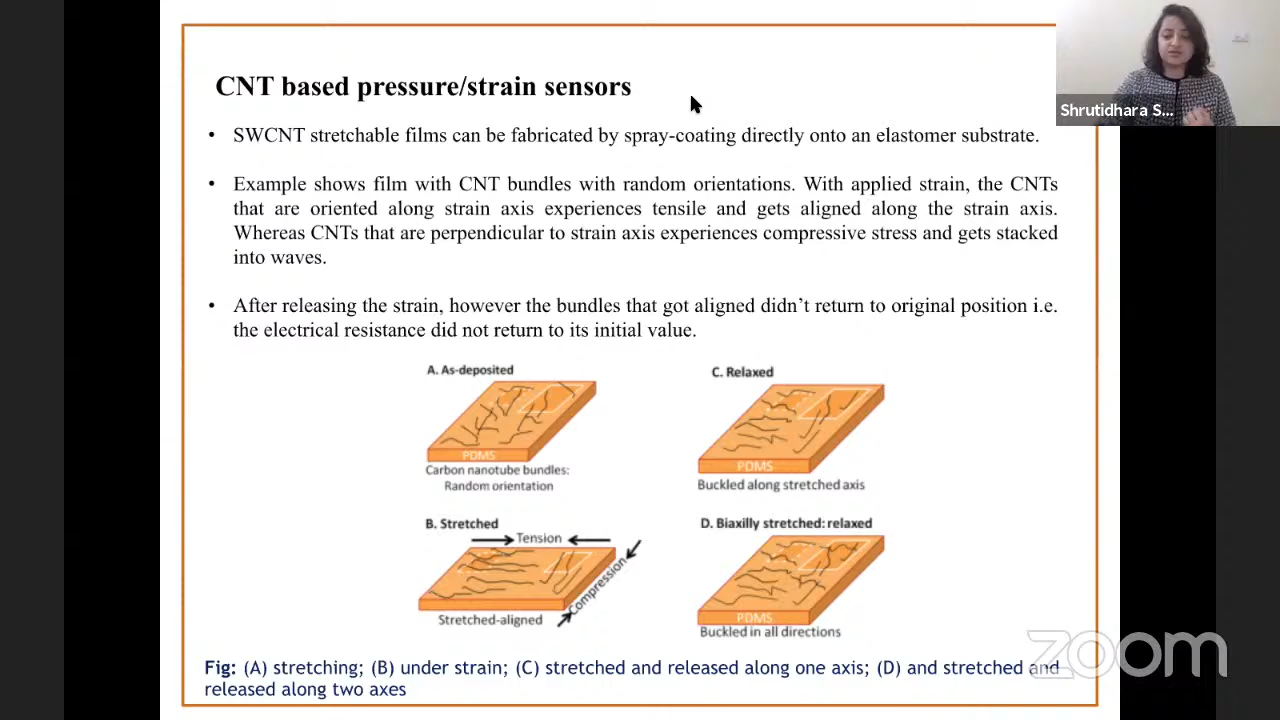 CNT based pressure/strain sensors
• SWCNT stretchable films can be fabricated by spray-coating directly onto an elastomer substrate.
• Example shows film with CNT bundles with random orientations. With applied strain, the CNTs
that are oriented along strain axis experiences tensile and gets aligned along the strain axis.
Whereas CNTs that are perpendicular to strain axis experiences compressive stress and gets stacked
into waves.
• After releasing the strain, however the bundles that got aligned didn’t return to original position i.e.
the electrical resistance did not return to its initial value.
A. As-deposited
PDMS
Carbon nanotube bundles:
Random orientation
C. Relaxed
PDMS
Buckled along stretched axis
B. Stretched
Tension
Compression
Stretched-aligned
D. Biaxilly stretched: relaxed
PDMS
Buckled in all directions
Fig: (A) stretching; (B) under strain; (C) stretched and released along one axis; (D) and stretched and
released along two axes
Shrutidhara S...
zoom